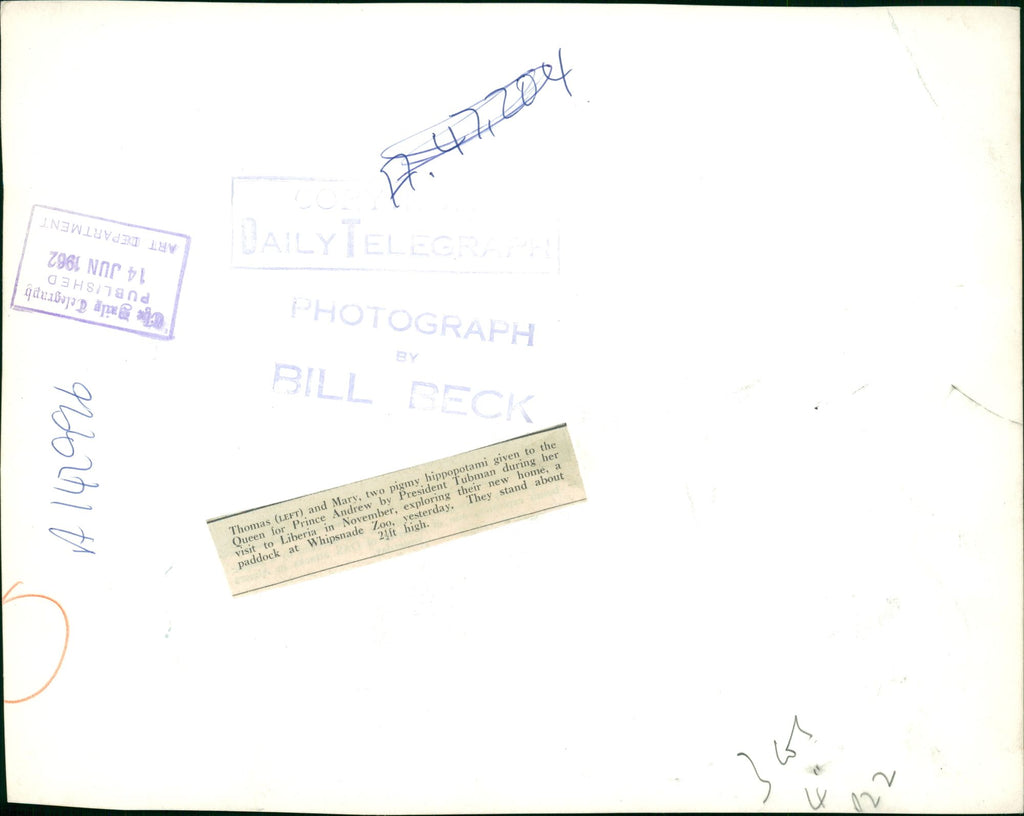 A.47,204
COPYRIGHT
DAILY TELEGRAPH
PHOTOGRAPH
BY
BILL BECK
The Daily Telegraph
PUBLISHED
14 JUN 1962
ART DEPARTMENT
Thomas (LEFT) and Mary, two pigmy hippopotami given to the
Queen for Prince Andrew by President Tubman during her
visit to Liberia in November, exploring their new home, a
paddock at Whipsnade Zoo, yesterday. They stand about
2½ft high.